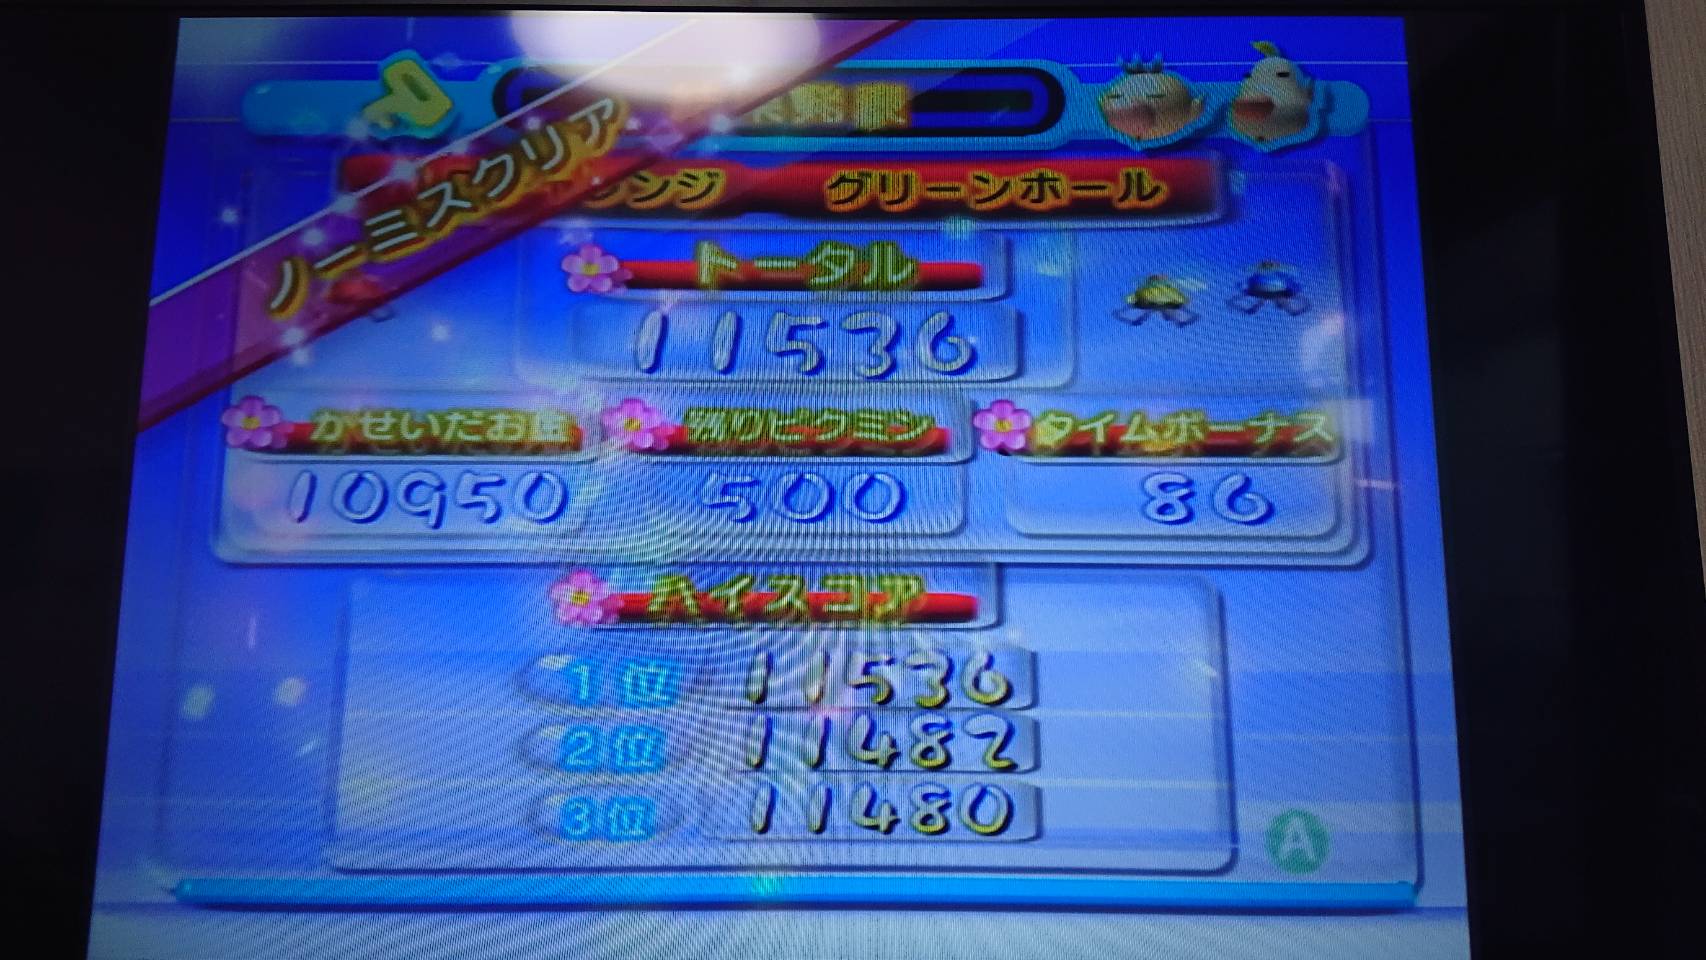 ノーミスクリア
ンジ グリーンホール
トータル
11536
かせいだお 残りピクミン タイムボーナス
10950 500 86
ハイスコア
1位 11536
2位 11482
3位 11480
A